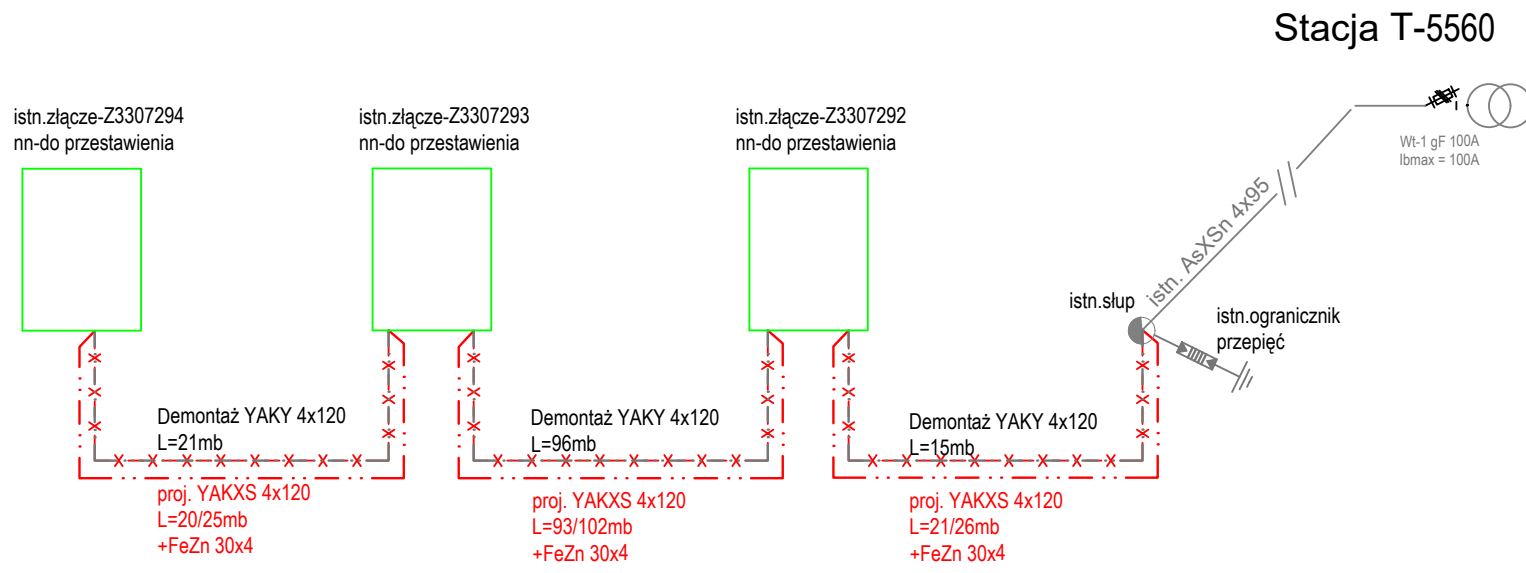 Stacja T-5560
istn.złącze-Z3307294
nn-do przestawienia
istn.złącze-Z3307293
nn-do przestawienia
istn.złącze-Z3307292
nn-do przestawienia
Wt-1 gF 100A
Ibmax = 100A
istn. AsXSn 4x95
istn.słup
istn.ogranicznik
przepięć
Demontaż YAKY 4x120
L=21mb
Demontaż YAKY 4x120
L=96mb
Demontaż YAKY 4x120
L=15mb
proj. YAKXS 4x120
L=20/25mb
+FeZn 30x4
proj. YAKXS 4x120
L=93/102mb
+FeZn 30x4
proj. YAKXS 4x120
L=21/26mb
+FeZn 30x4